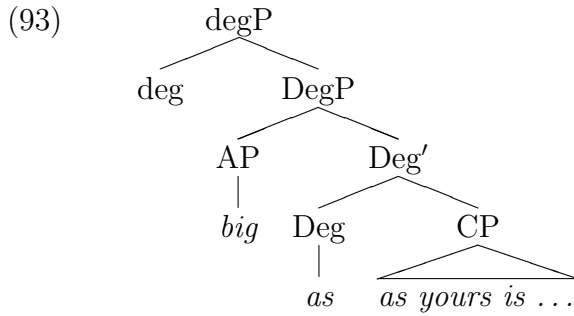 (93) degP
deg DegP
AP Deg′
big Deg CP
as as yours is …